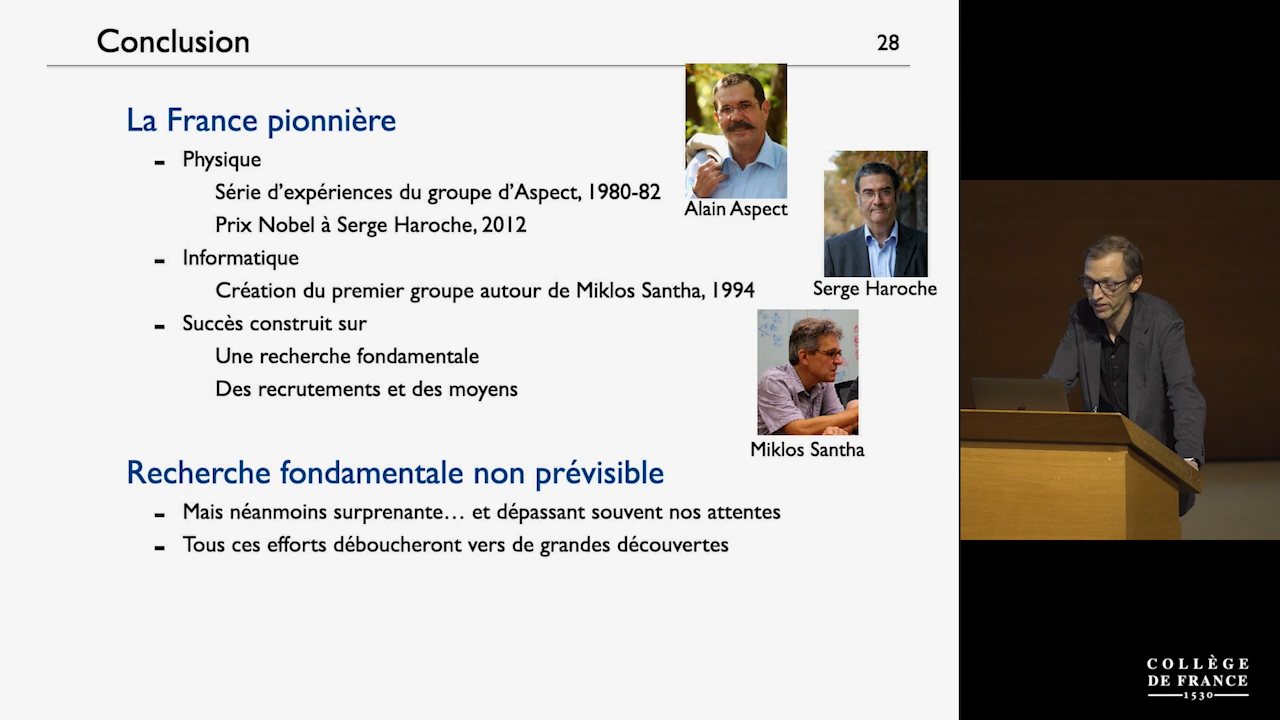 Conclusion
28
La France pionnière
- Physique
Série d'expériences du groupe d'Aspect, 1980-82
Prix Nobel à Serge Haroche, 2012
- Informatique
Création du premier groupe autour de Miklos Santha, 1994
- Succès construit sur
Une recherche fondamentale
Des recrutements et des moyens
Alain Aspect
Serge Haroche
Miklos Santha
Recherche fondamentale non prévisible
- Mais néanmoins surprenante… et dépassant souvent nos attentes
- Tous ces efforts déboucheront vers de grandes découvertes
COLLÈGE
DE FRANCE
1530